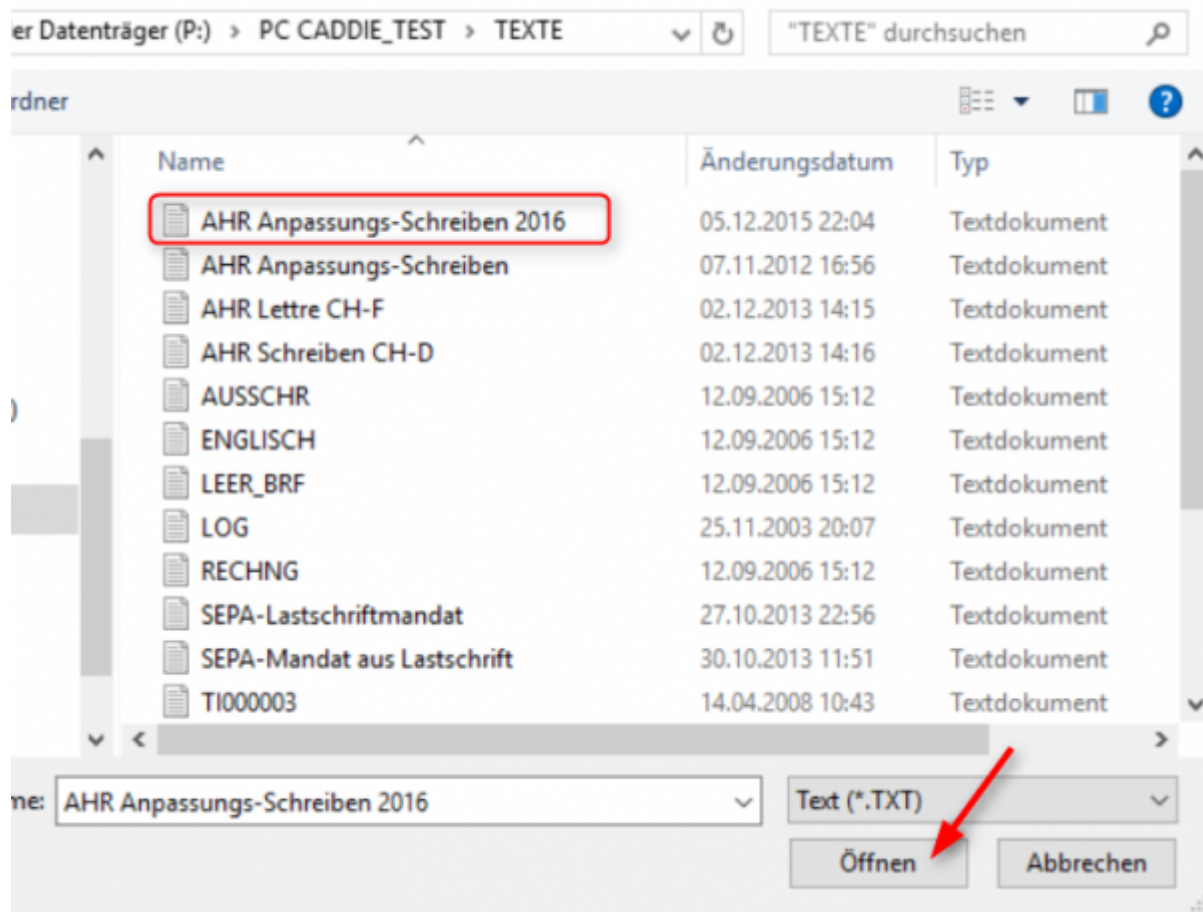 er Datenträger (P:) > PC CADDIE_TEST > TEXTE "TEXTE" durchsuchen
rdner
Name Änderungsdatum Typ
AHR Anpassungs-Schreiben 2016 05.12.2015 22:04 Textdokument
AHR Anpassungs-Schreiben 07.11.2012 16:56 Textdokument
AHR Lettre CH-F 02.12.2013 14:15 Textdokument
AHR Schreiben CH-D 02.12.2013 14:16 Textdokument
AUSSCHR 12.09.2006 15:12 Textdokument
ENGLISCH 12.09.2006 15:12 Textdokument
LEER_BRF 12.09.2006 15:12 Textdokument
LOG 25.11.2003 20:07 Textdokument
RECHNG 12.09.2006 15:12 Textdokument
SEPA-Lastschriftmandat 27.10.2013 22:56 Textdokument
SEPA-Mandat aus Lastschrift 30.10.2013 11:51 Textdokument
TI000003 14.04.2008 10:43 Textdokument
me: AHR Anpassungs-Schreiben 2016 Text (*.TXT)
Öffnen Abbrechen